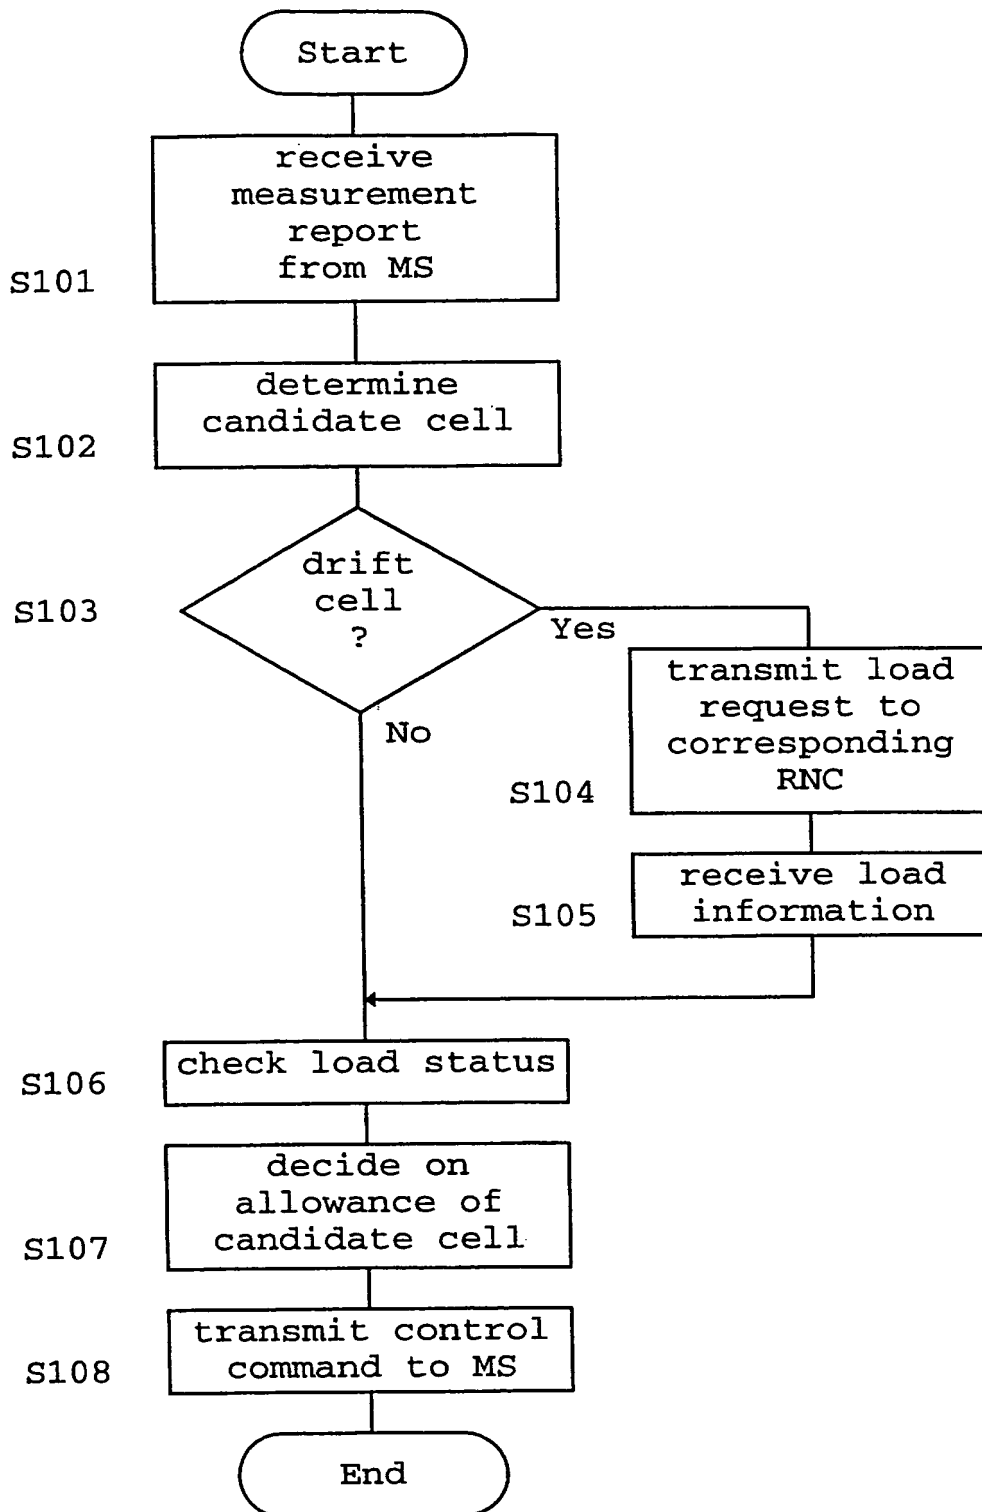 Start
receive
measurement
report
from MS
S101
determine
candidate cell
S102
drift
cell
?
S103
Yes
No
transmit load
request to
corresponding
RNC
S104
receive load
information
S105
check load status
S106
decide on
allowance of
candidate cell
S107
transmit control
command to MS
S108
End